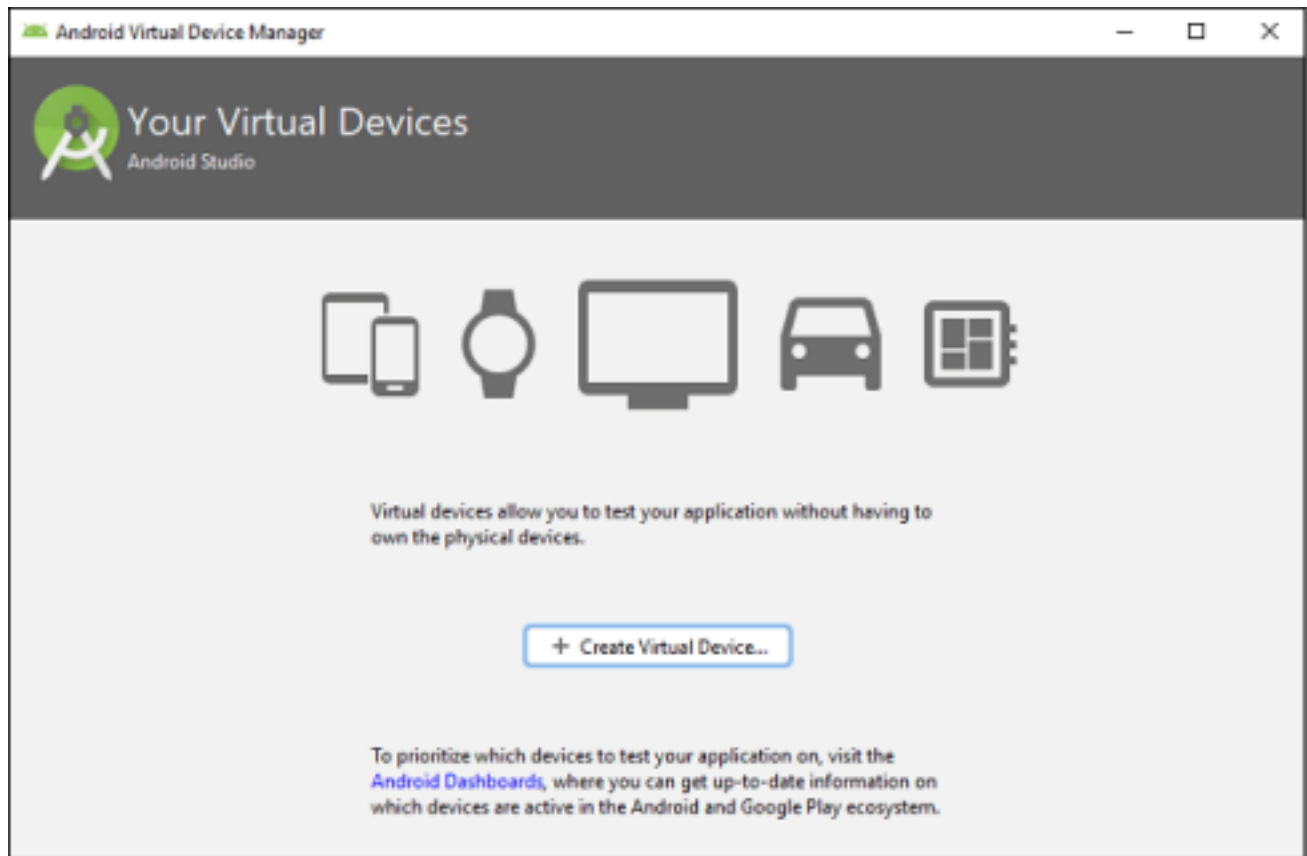 Android Virtual Device Manager
Your Virtual Devices
Android Studio
Virtual devices allow you to test your application without having to
own the physical devices.
+ Create Virtual Device...
To prioritize which devices to test your application on, visit the
Android Dashboards, where you can get up-to-date information on
which devices are active in the Android and Google Play ecosystem.